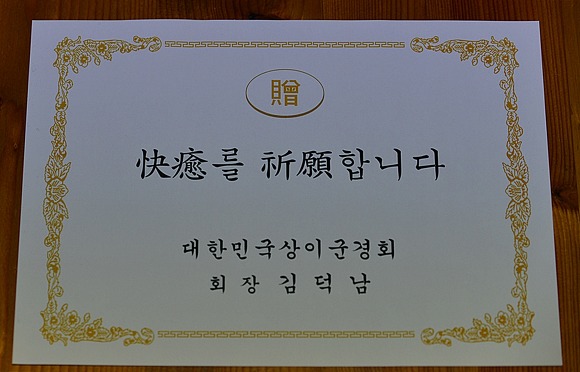 贈
快癒를 祈願합니다
대한민국상이군경회
회장 김덕남